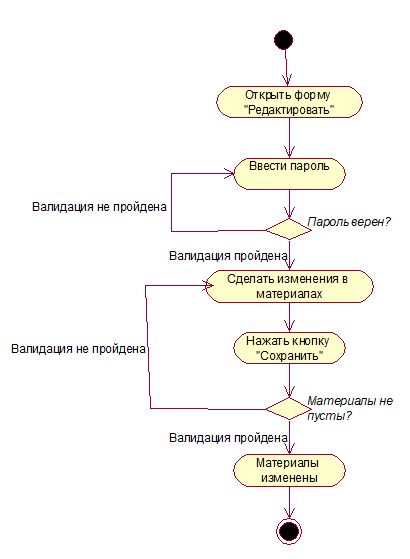 Открыть форму
"Редактировать"
Ввести пароль
Валидация не пройдена
Пароль верен?
Валидация пройдена
Сделать изменения в
материалах
Нажать кнопку
"Сохранить"
Валидация не пройдена
Материалы не
пусты?
Валидация пройдена
Материалы
изменены